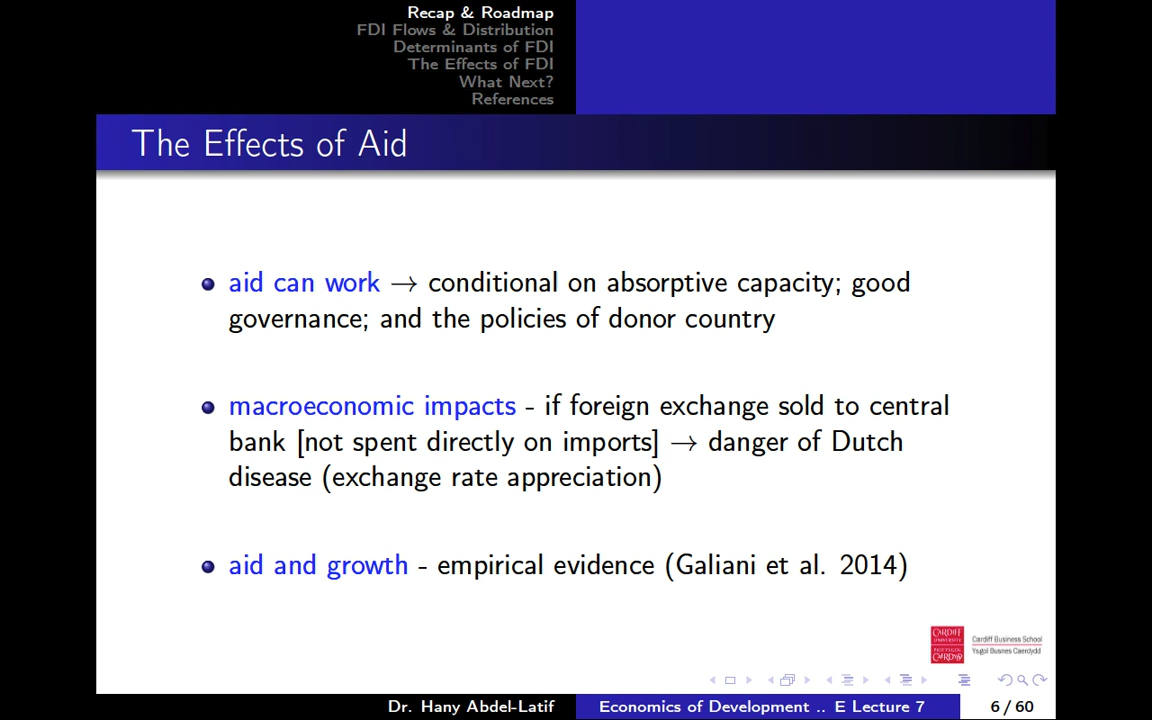 Recap & Roadmap
FDI Flows & Distribution
Determinants of FDI
The Effects of FDI
What Next?
References
The Effects of Aid
aid can work → conditional on absorptive capacity; good
governance; and the policies of donor country
macroeconomic impacts - if foreign exchange sold to central
bank [not spent directly on imports] → danger of Dutch
disease (exchange rate appreciation)
aid and growth - empirical evidence (Galiani et al. 2014)
CARDIFF
UNIVERSITY
PRIFYSGOL
CAERDYDD
Cardiff Business School
Ysgol Busnes Caerdydd
Dr. Hany Abdel-Latif
Economics of Development .. E Lecture 7
6 / 60